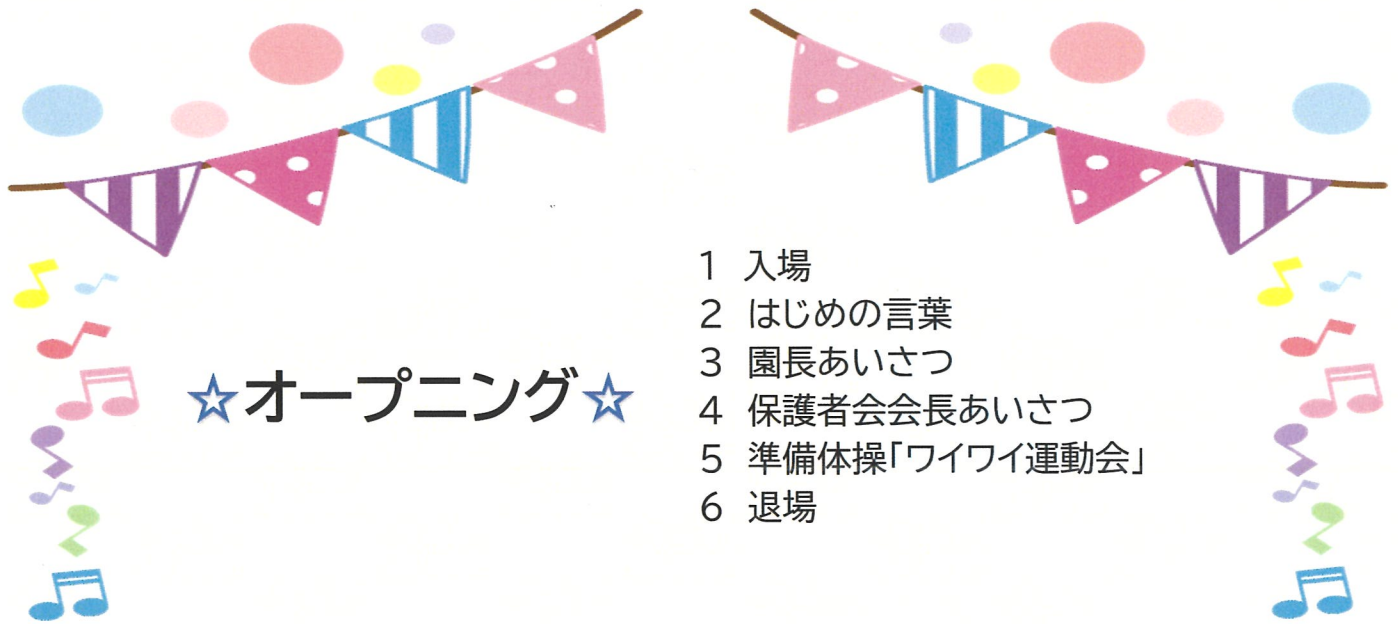 ☆オープニング☆
1 入場
2 はじめの言葉
3 園長あいさつ
4 保護者会会長あいさつ
5 準備体操「ワイワイ運動会」
6 退場